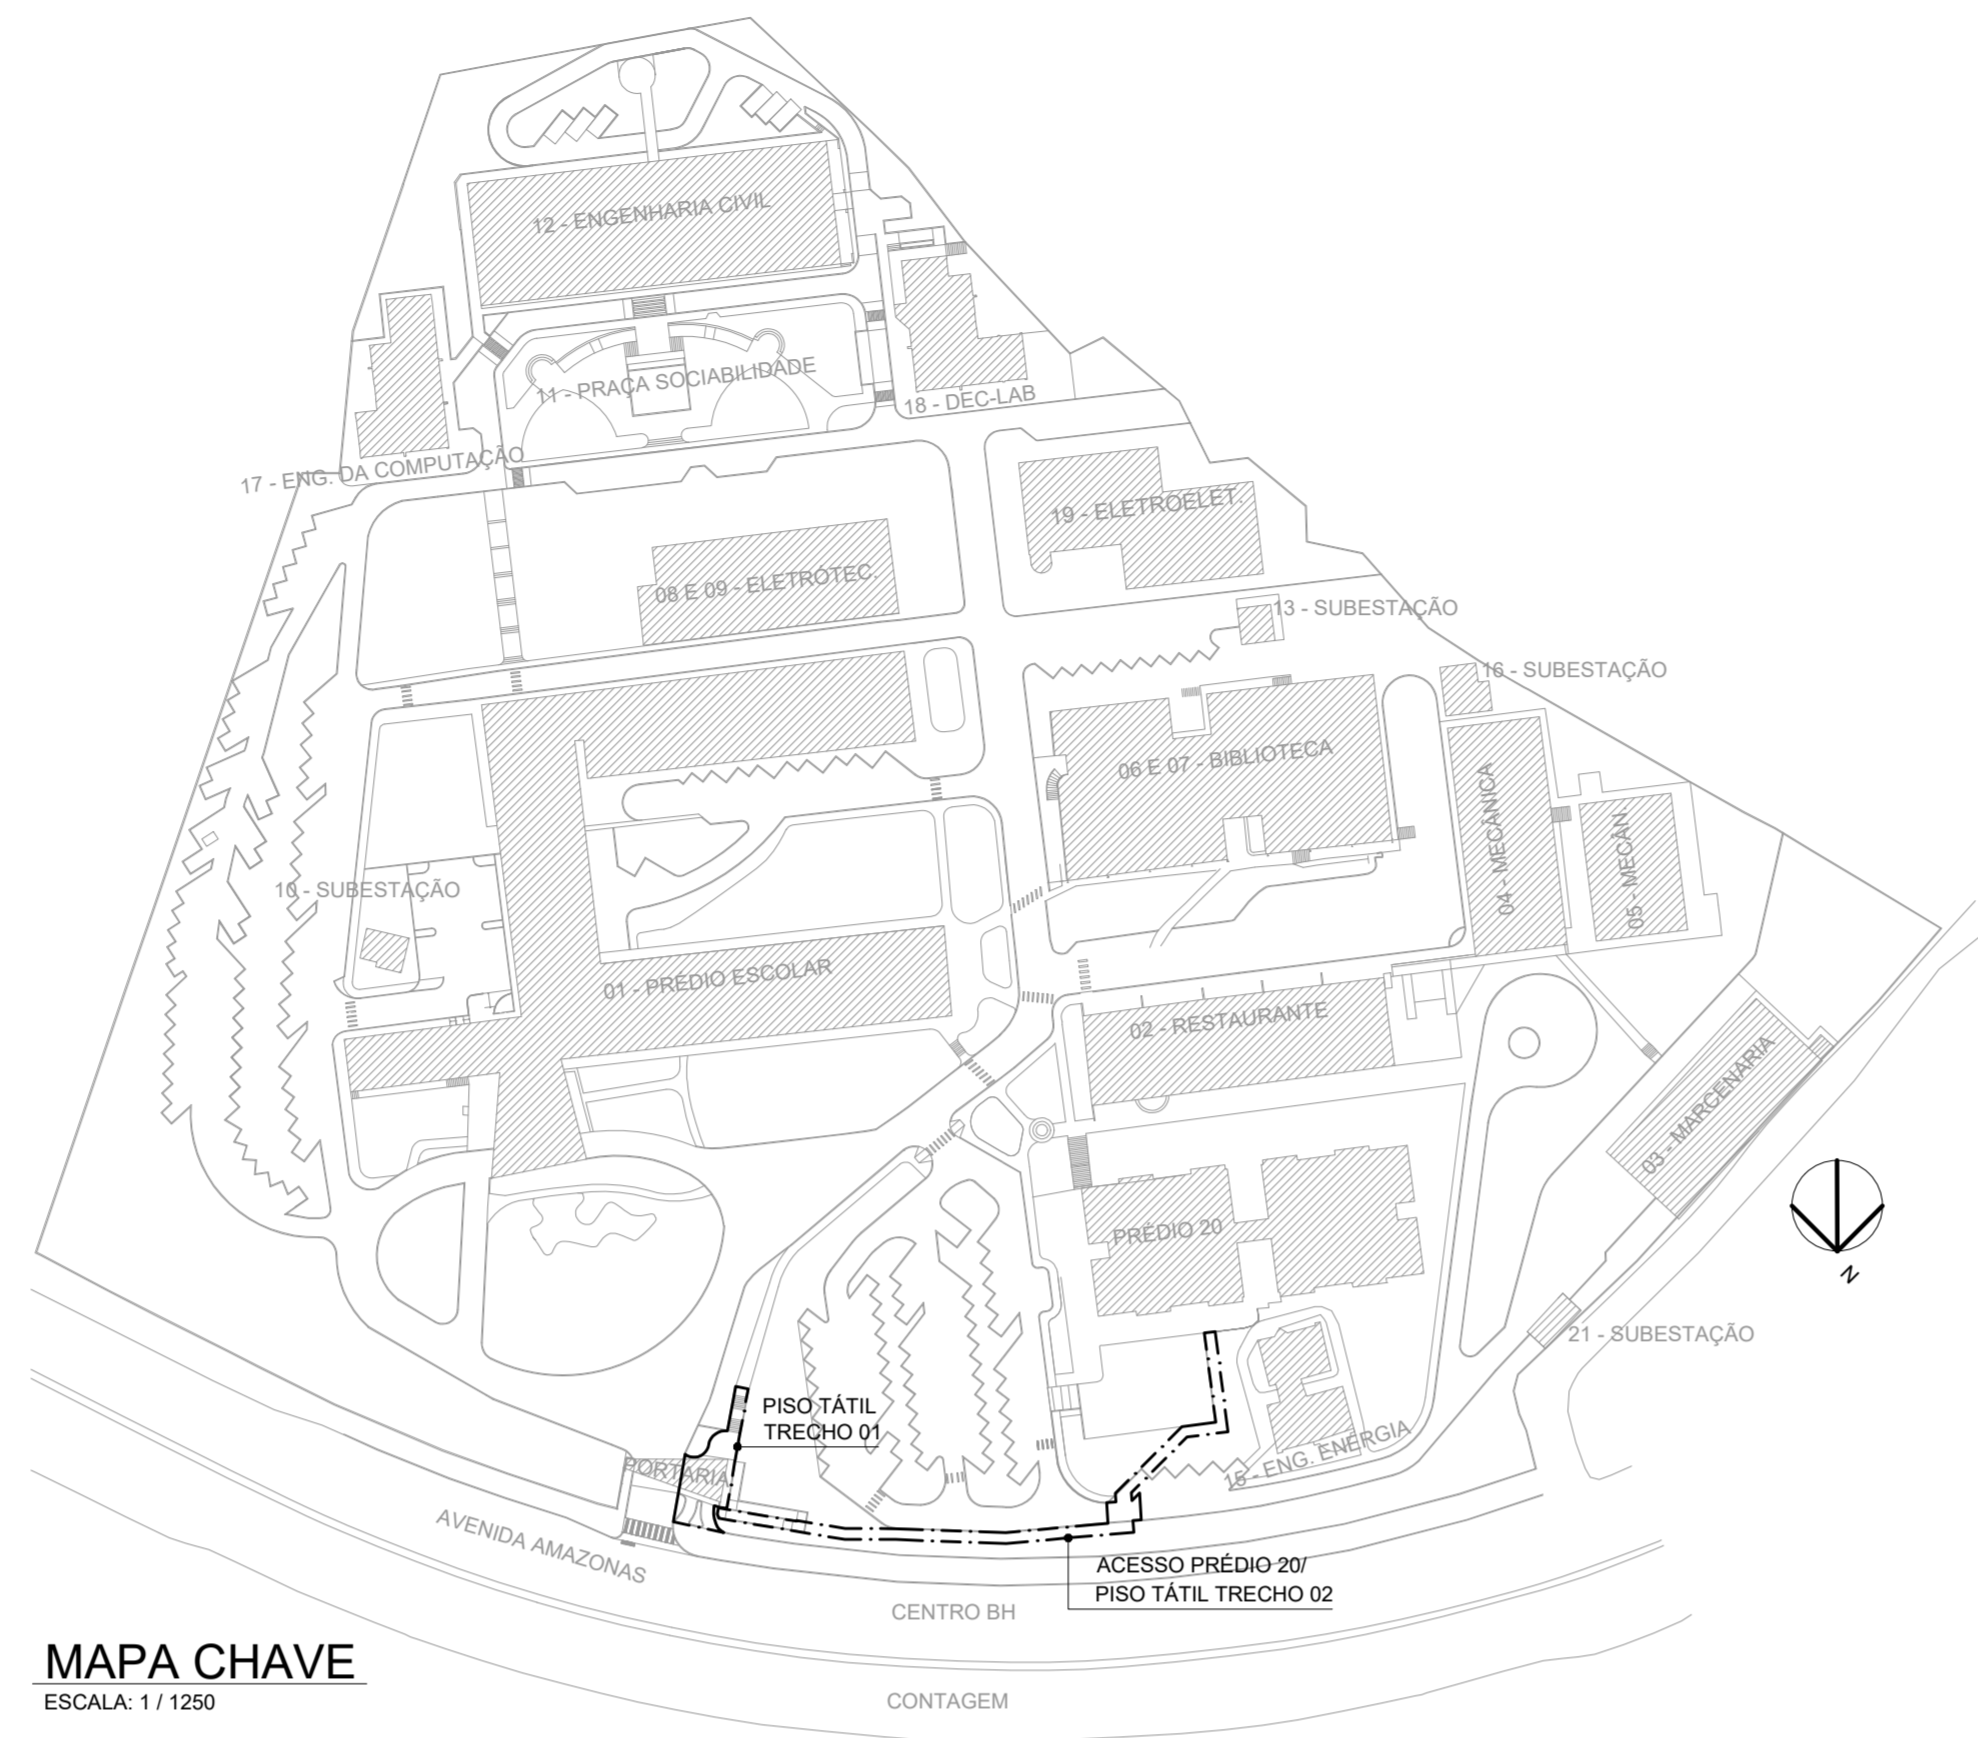 12 - ENGENHARIA CIVIL
11 - PRAÇA SOCIABILIDADE
18 - DEC-LAB
17 - ENG. DA COMPUTAÇÃO
19 - ELETROELET.
08 E 09 - ELETRÓTEC.
13 - SUBESTAÇÃO
16 - SUBESTAÇÃO
06 E 07 - BIBLIOTECA
04 - MECÂNICA
05 - MECÂN.
10 - SUBESTAÇÃO
01 - PRÉDIO ESCOLAR
02 - RESTAURANTE
03 - MARCENARIA
PRÉDIO 20
N
21 - SUBESTAÇÃO
PISO TÁTIL
TRECHO 01
15 - ENG. ENERGIA
PORTARIA
AVENIDA AMAZONAS
ACESSO PRÉDIO 20/
PISO TÁTIL TRECHO 02
CENTRO BH
CONTAGEM
MAPA CHAVE
ESCALA: 1 / 1250